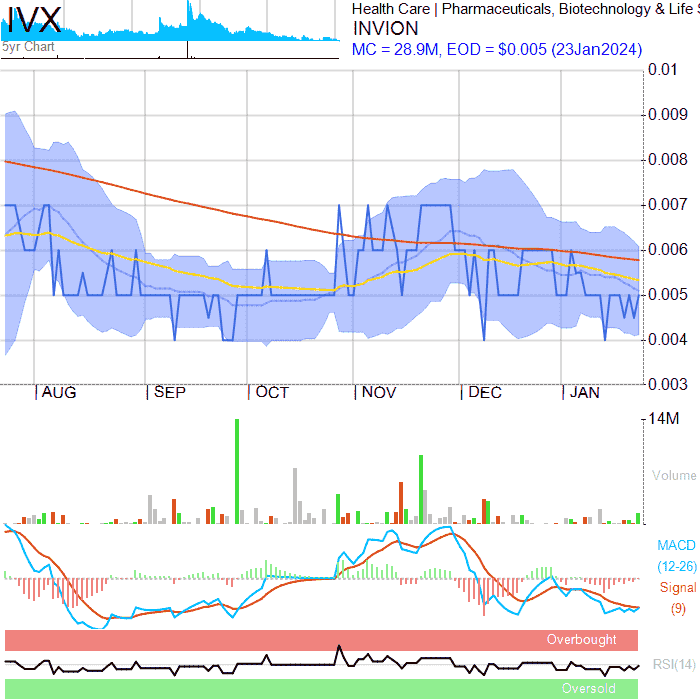 IVX
5yr Chart
Health Care | Pharmaceuticals, Biotechnology & Life
INVION
MC = 28.9M, EOD = $0.005 (23Jan2024)
0.01
0.009
0.008
0.007
0.006
0.005
0.004
0.003
AUG SEP OCT NOV DEC JAN
14M
Volume
MACD
(12-26)
Signal
(9)
Overbought
RSI(14)
Oversold